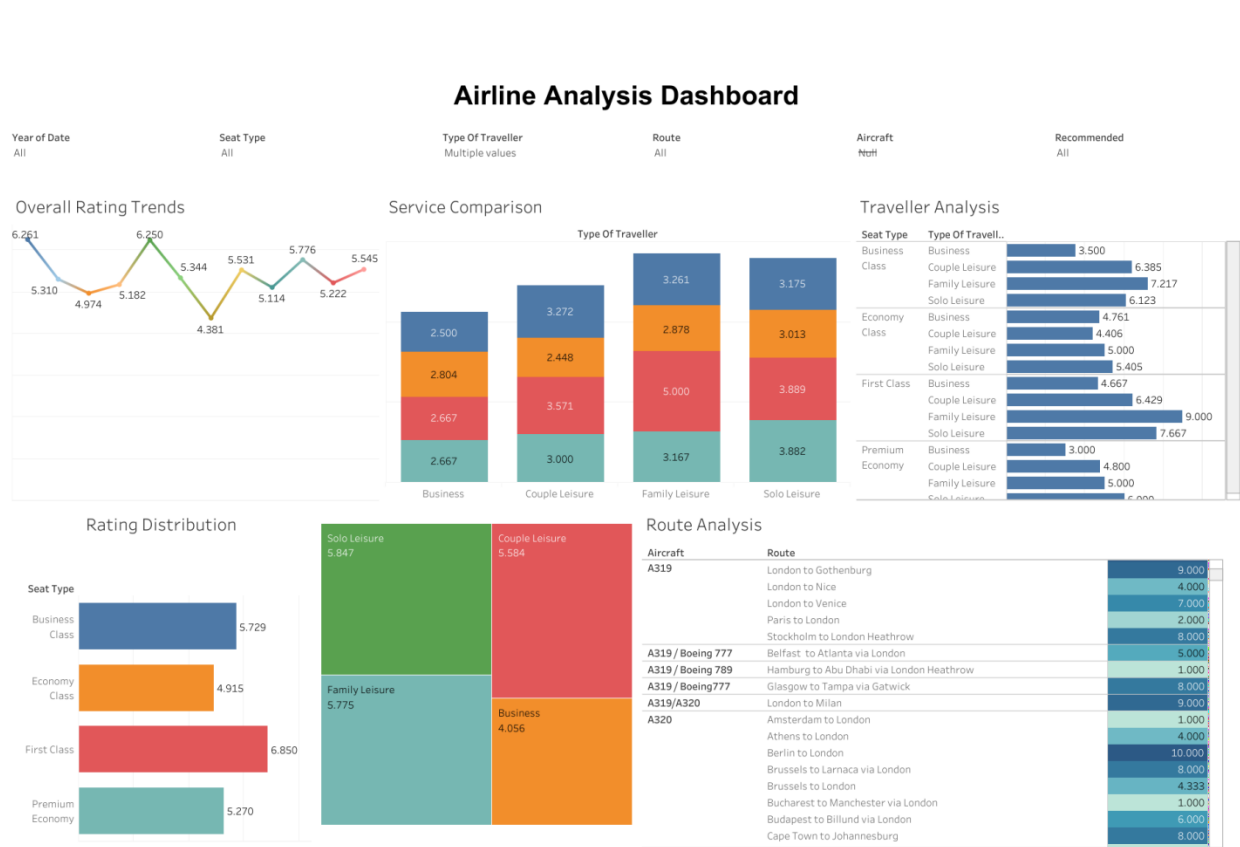 Airline Analysis Dashboard
Year of Date
All
Seat Type
All
Type Of Traveller
Multiple values
Route
All
Aircraft
Null
Recommended
All
Overall Rating Trends
6.261
5.310
4.974
5.182
6.250
5.344
4.381
5.531
5.114
5.776
5.222
5.545
Service Comparison
Type Of Traveller
2.500
2.804
2.667
2.667
Business
3.272
2.448
3.571
3.000
Couple Leisure
3.261
2.878
5.000
3.167
Family Leisure
3.175
3.013
3.889
3.882
Solo Leisure
Traveller Analysis
Seat Type Type Of Travell..
Business Class
Business 3.500
Couple Leisure 6.385
Family Leisure 7.217
Solo Leisure 6.123
Economy Class
Business 4.761
Couple Leisure 4.406
Family Leisure 5.000
Solo Leisure 5.405
First Class
Business 4.667
Couple Leisure 6.429
Family Leisure 9.000
Solo Leisure 7.667
Premium Economy
Business 3.000
Couple Leisure 4.800
Family Leisure 5.000
Solo Leisure 6.000
Rating Distribution
Seat Type
Business Class
5.729
Economy Class
4.915
First Class
6.850
Premium Economy
5.270
Solo Leisure
5.847
Couple Leisure
5.584
Family Leisure
5.775
Business
4.056
Route Analysis
Aircraft Route
A319 London to Gothenburg 9.000
London to Nice 4.000
London to Venice 7.000
Paris to London 2.000
Stockholm to London Heathrow 8.000
A319 / Boeing 777 Belfast to Atlanta via London 5.000
A319 / Boeing 789 Hamburg to Abu Dhabi via London Heathrow 1.000
A319 / Boeing777 Glasgow to Tampa via Gatwick 8.000
A319/A320 London to Milan 9.000
A320 Amsterdam to London 1.000
Athens to London 4.000
Berlin to London 10.000
Brussels to Larnaca via London 8.000
Brussels to London 4.333
Bucharest to Manchester via London 1.000
Budapest to Billund via London 6.000
Cape Town to Johannesburg 8.000